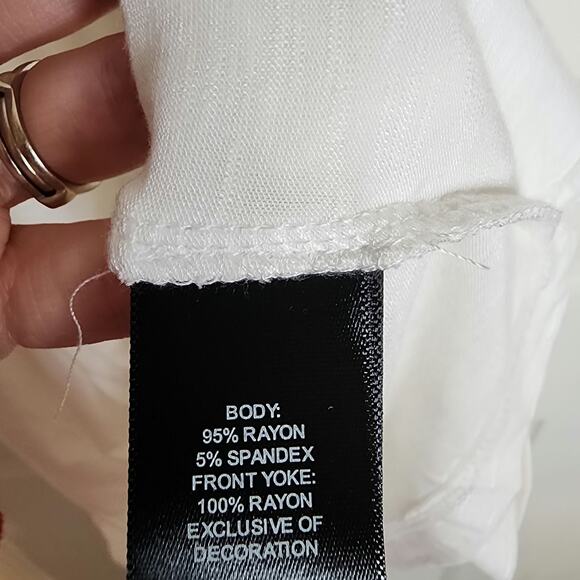 BODY:
95% RAYON
5% SPANDEX
FRONT YOKE:
100% RAYON
EXCLUSIVE OF
DECORATION